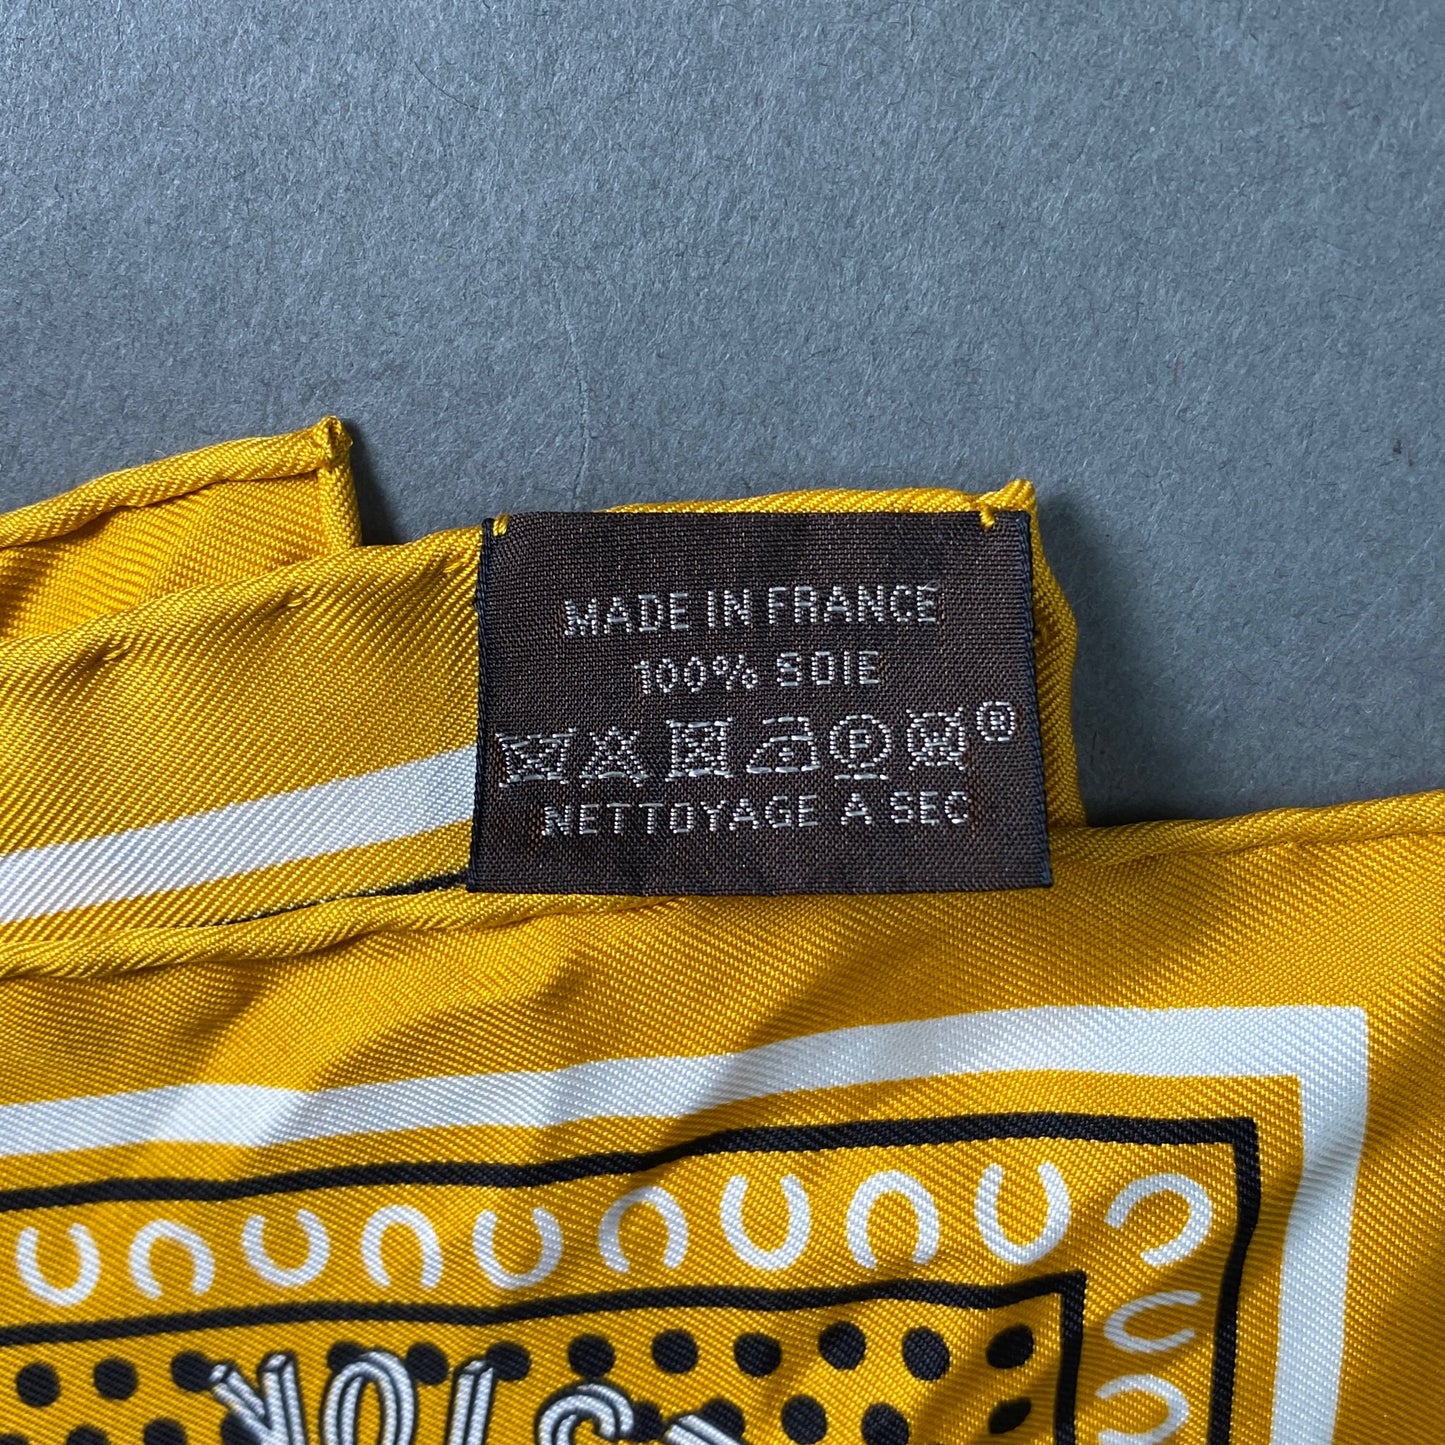 MADE IN FRANCE
100% SOIE
P W ®
NETTOYAGE A SEC